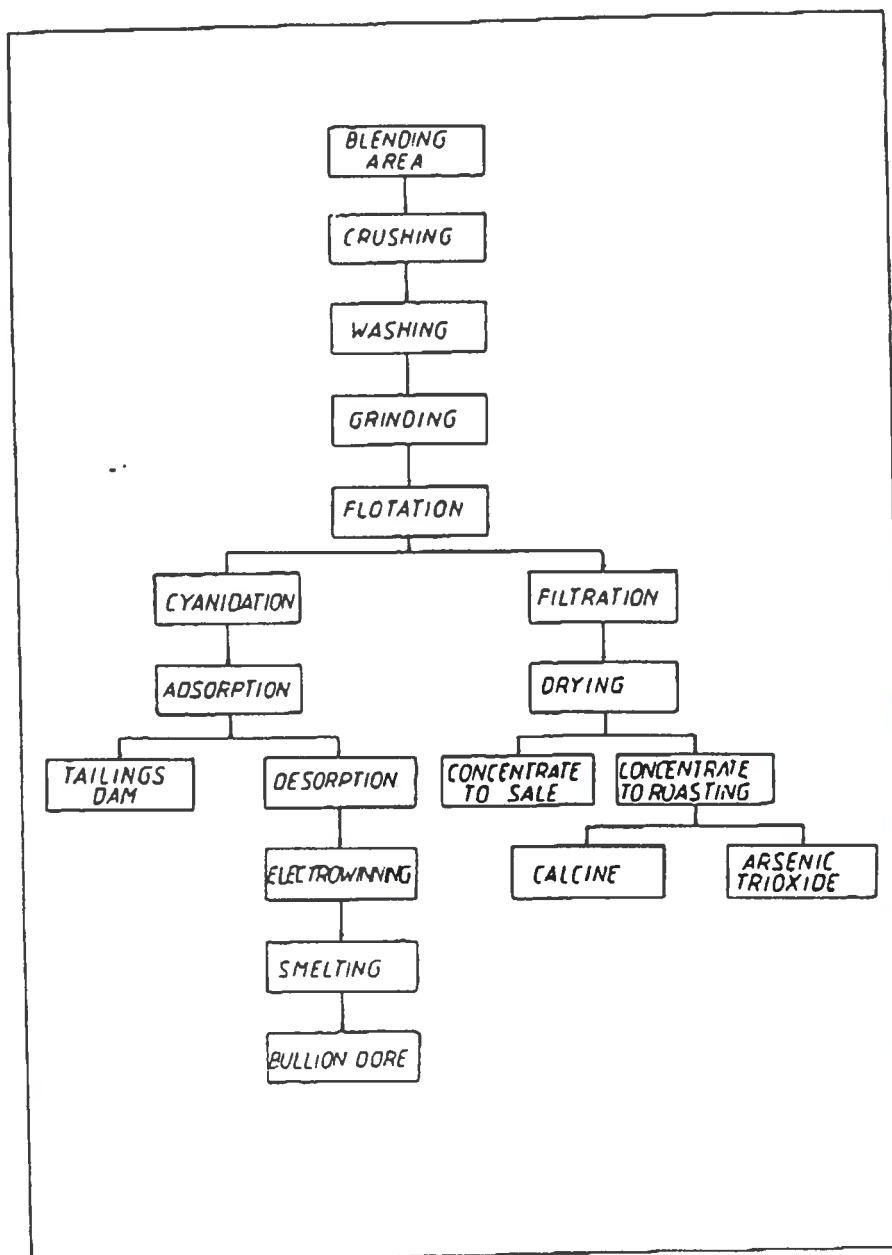 BLENDING
AREA
CRUSHING
WASHING
GRINDING
FLOTATION
CYANIDATION
FILTRATION
ADSORPTION
DRYING
TAILINGS
DAM
DESORPTION
CONCENTRATE
TO SALE
CONCENTRATE
TO ROASTING
ELECTROWINNING
CALCINE
ARSENIC
TRIOXIDE
SMELTING
BULLION DORE